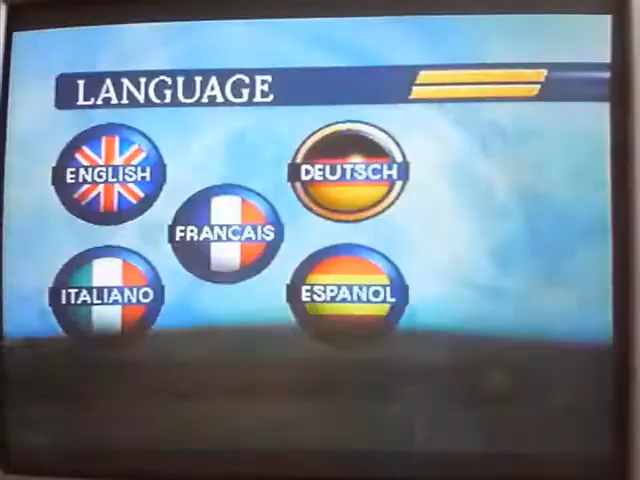 LANGUAGE
ENGLISH
DEUTSCH
FRANCAIS
ITALIANO
ESPANOL